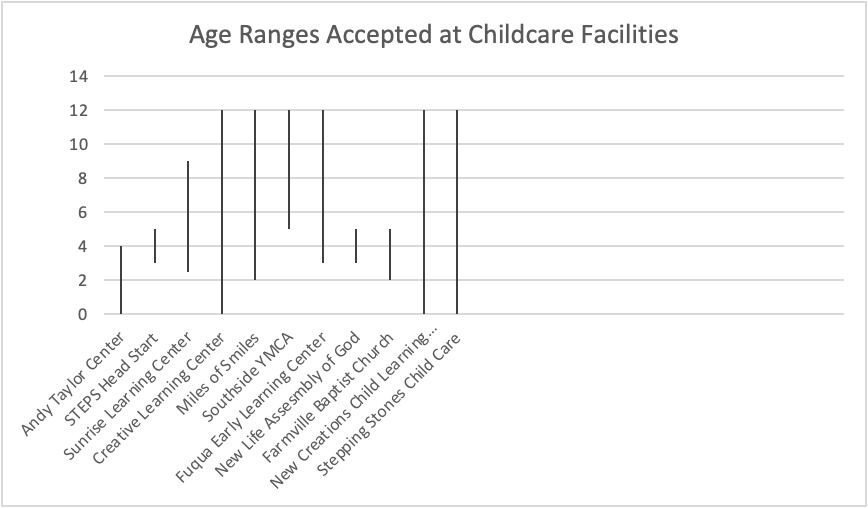 Age Ranges Accepted at Childcare Facilities
14
12
10
8
6
4
2
0
Andy Taylor Center
STEPS Head Start
Sunrise Learning Center
Creative Learning Center
Miles of Smiles
Southside YMCA
Fuqua Early Learning Center
New Life Assesmbly of God
Farmville Baptist Church
New Creations Child Learning...
Stepping Stones Child Care